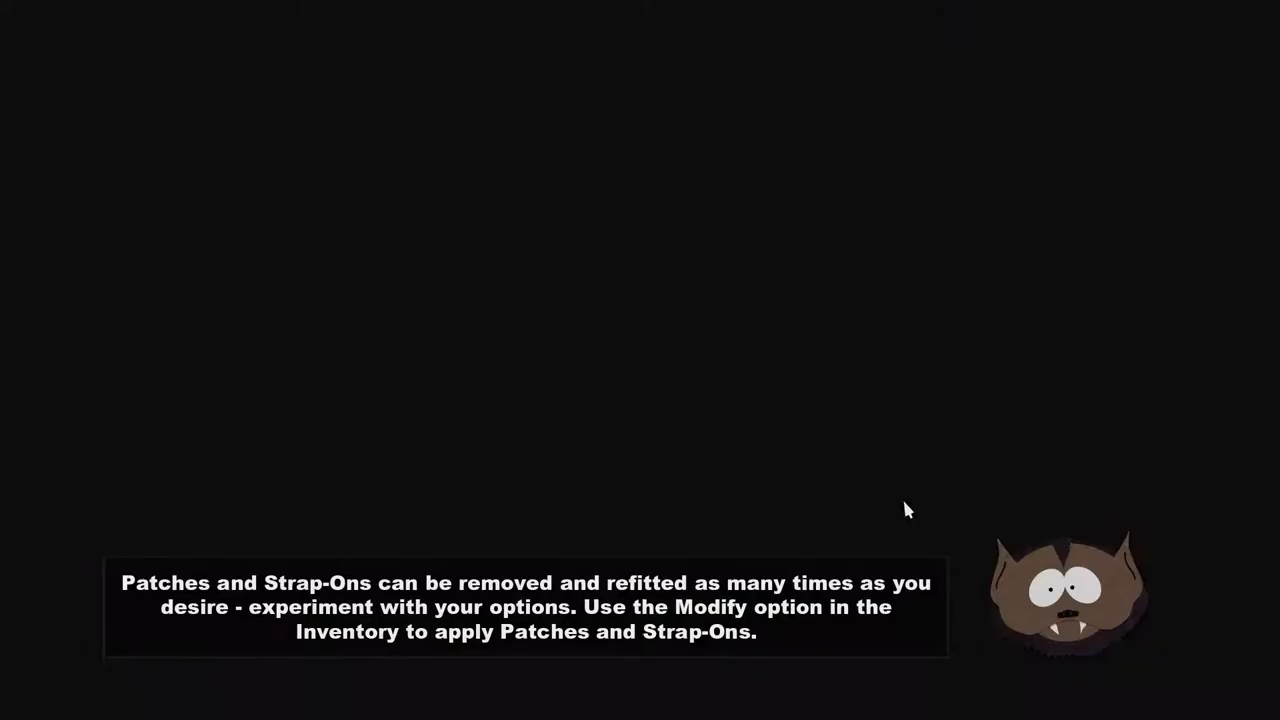 Patches and Strap-Ons can be removed and refitted as many times as you
desire - experiment with your options. Use the Modify option in the
Inventory to apply Patches and Strap-Ons.